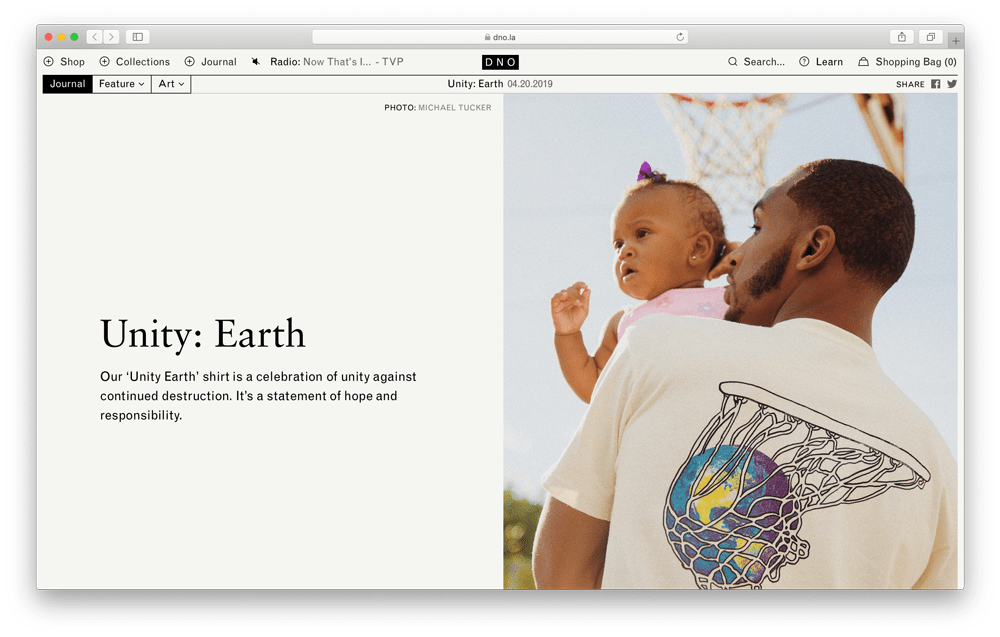 dno.la
Shop Collections Journal Radio: Now That's I... - TVP DNO Search... Learn Shopping Bag (0)
Journal Feature Art Unity: Earth 04.20.2019 SHARE
PHOTO: MICHAEL TUCKER
Unity: Earth
Our ‘Unity Earth’ shirt is a celebration of unity against
continued destruction. It’s a statement of hope and
responsibility.